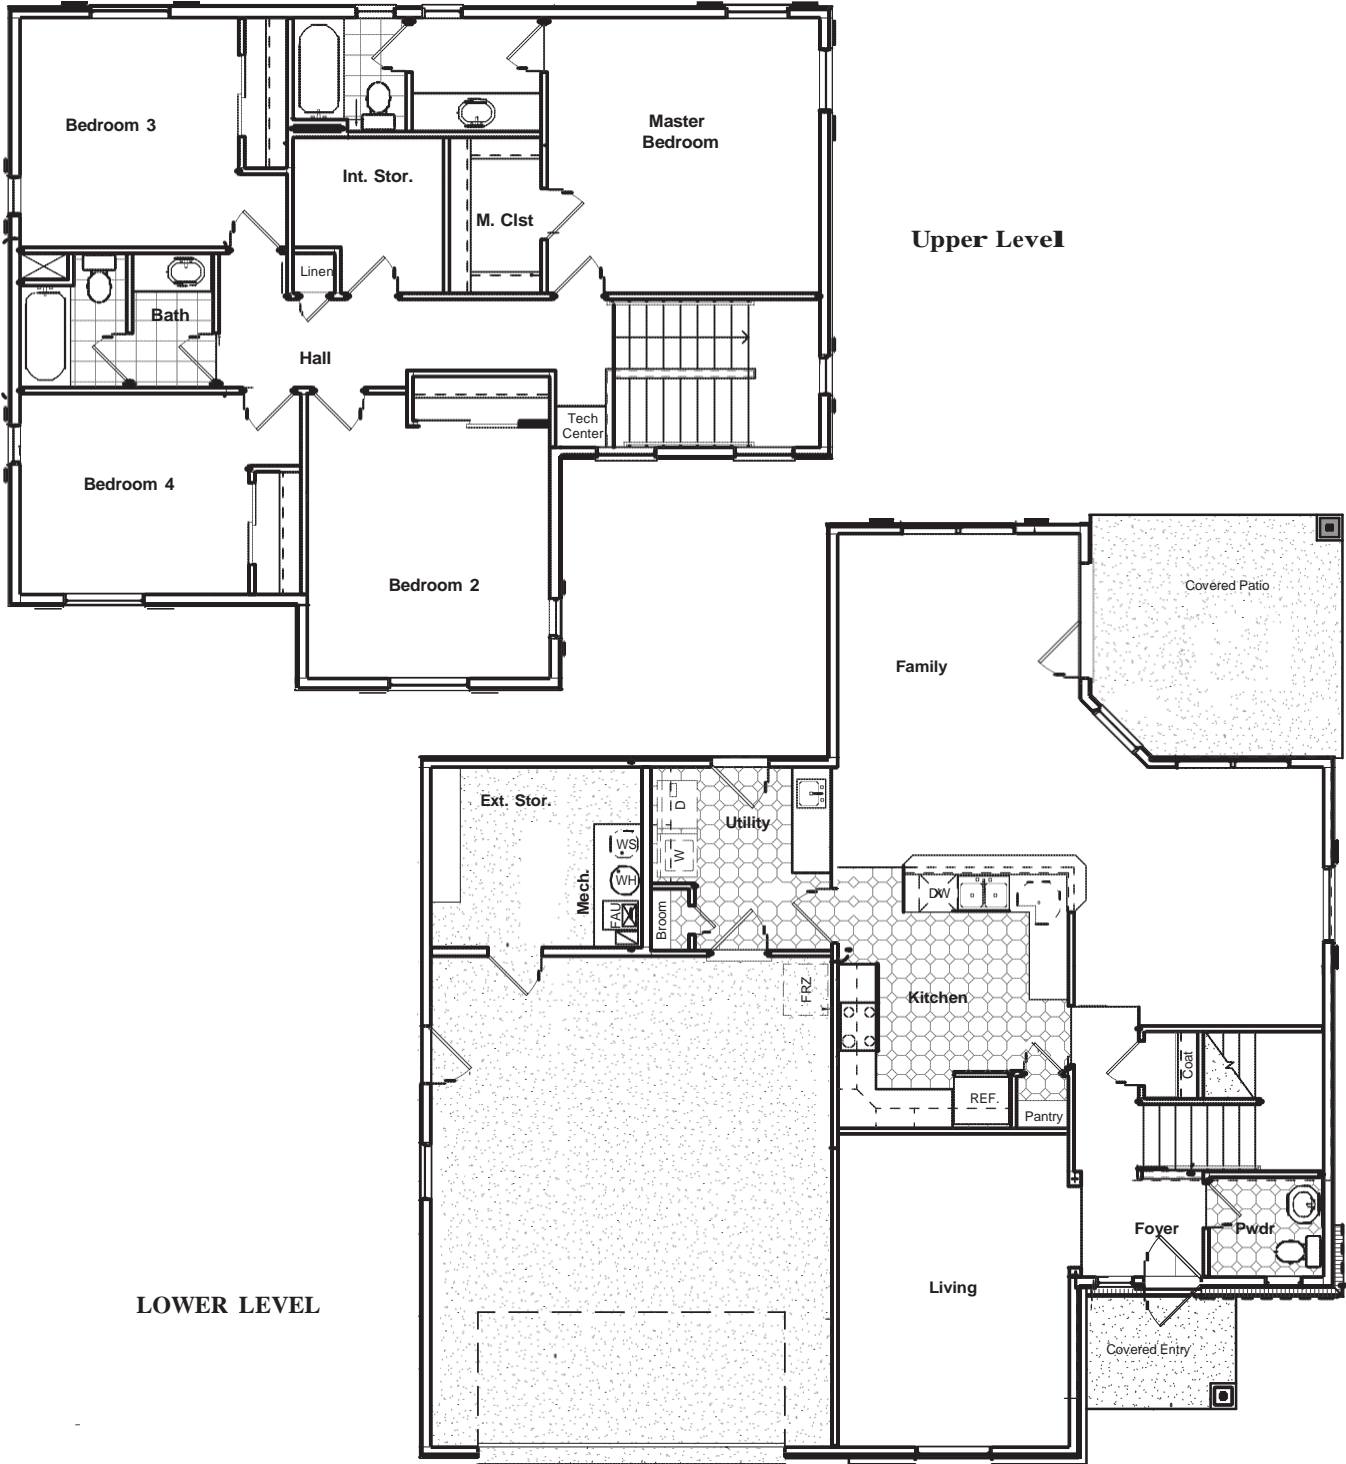 Bedroom 3
Master
Bedroom
Int. Stor.
M. Clst
Upper Level
Linen
Bath
Hall
Tech
Center
Bedroom 4
Bedroom 2
Covered Patio
Family
Ext. Stor.
D
Utility
WS
W
WH
Mech.
FAU
Broom
DW
FRZ
Kitchen
Coat
REF.
Pantry
Foyer
Pwdr
Living
LOWER LEVEL
Covered Entry